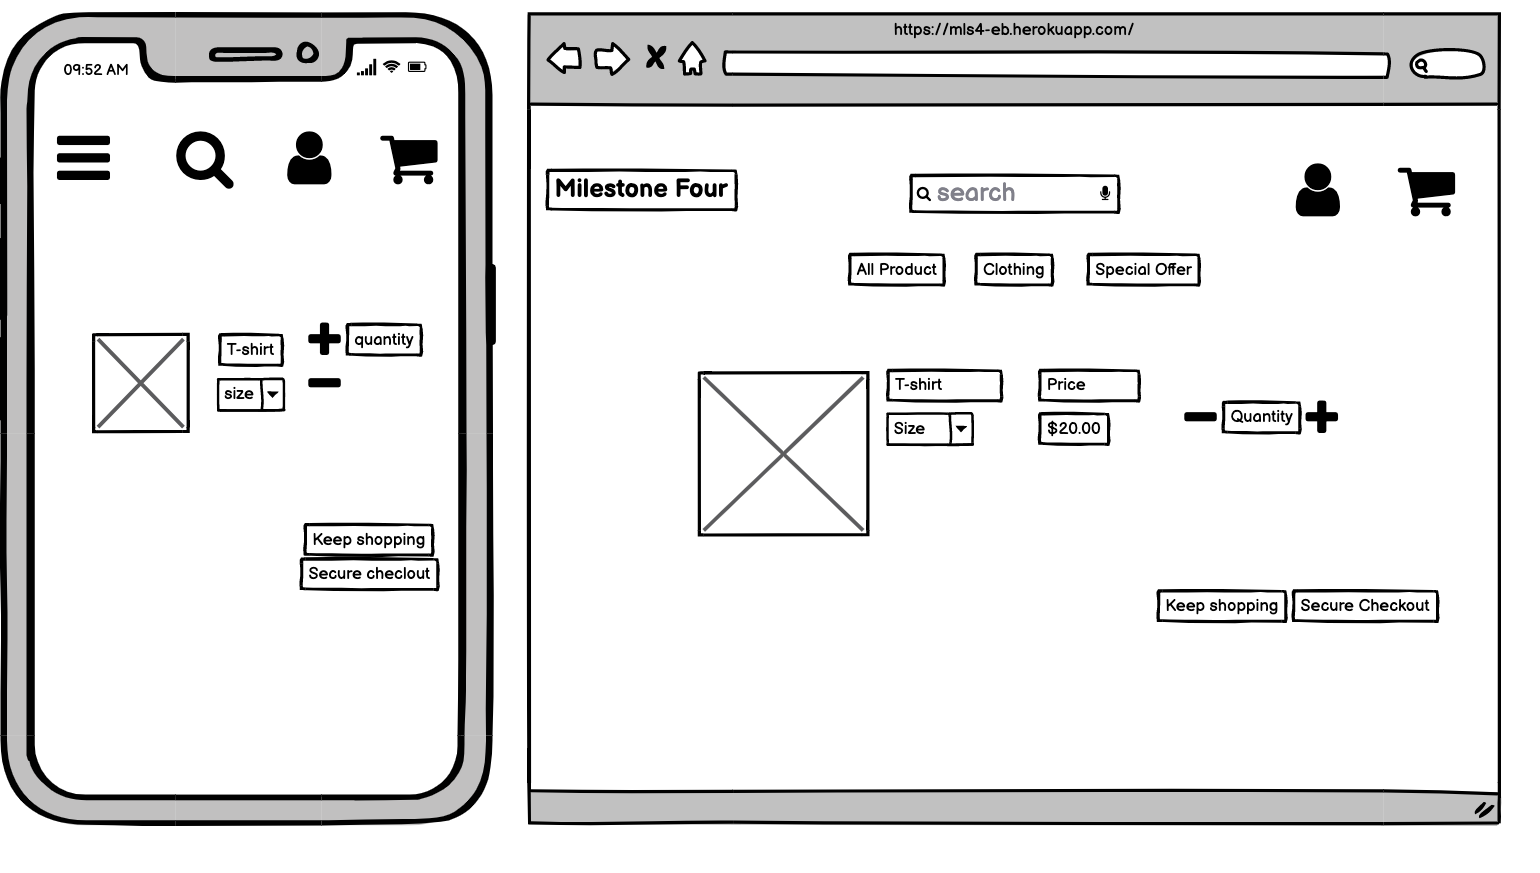 09:52 AM
T-shirt
quantity
size
Keep shopping
Secure checlout
https://mls4-eb.herokuapp.com/
Milestone Four
search
All Product
Clothing
Special Offer
T-shirt
Price
Size
$20.00
Quantity
Keep shopping
Secure Checkout